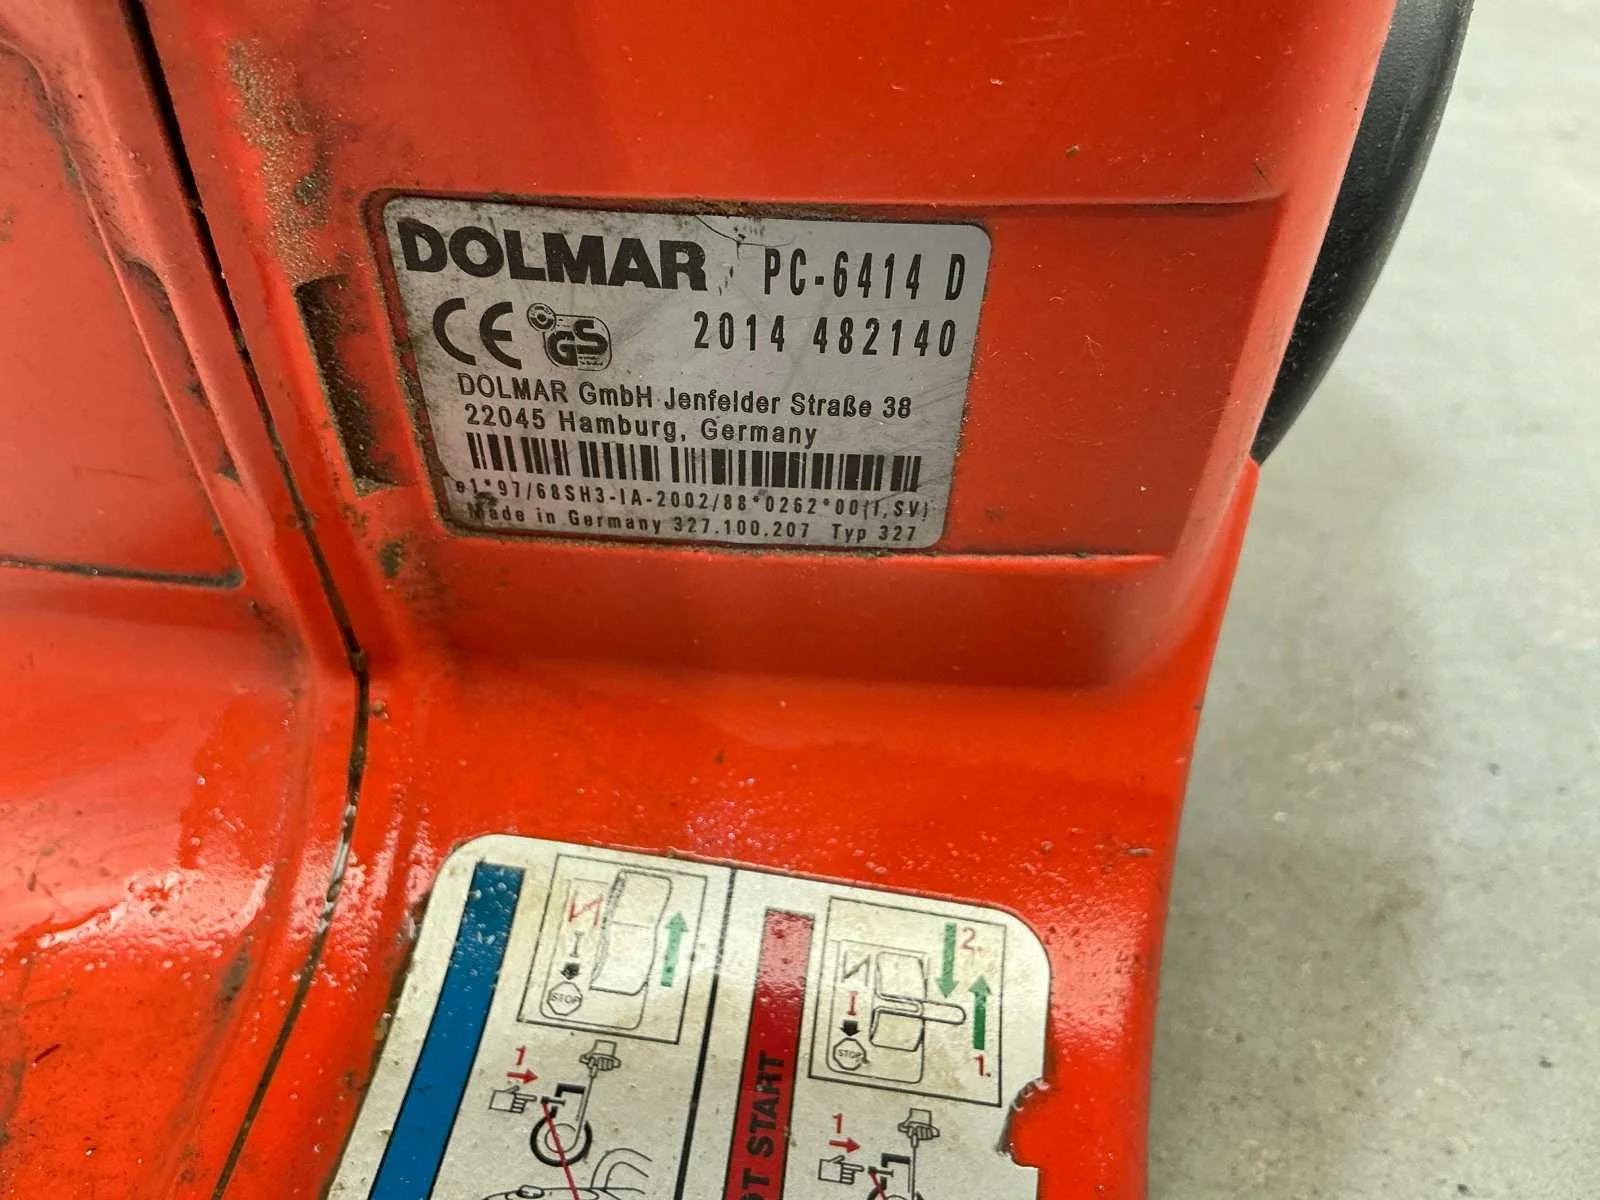 DOLMAR PC-6414 D
CE GS 2014 482140
DOLMAR GmbH Jenfelder Straße 38
22045 Hamburg, Germany
e1*97/68SH3-IA-2002/88*0262*00(I,SV)
Made in Germany 327.100.207 Typ 327
I
STOP
1
2.
I
STOP
1.
START
1